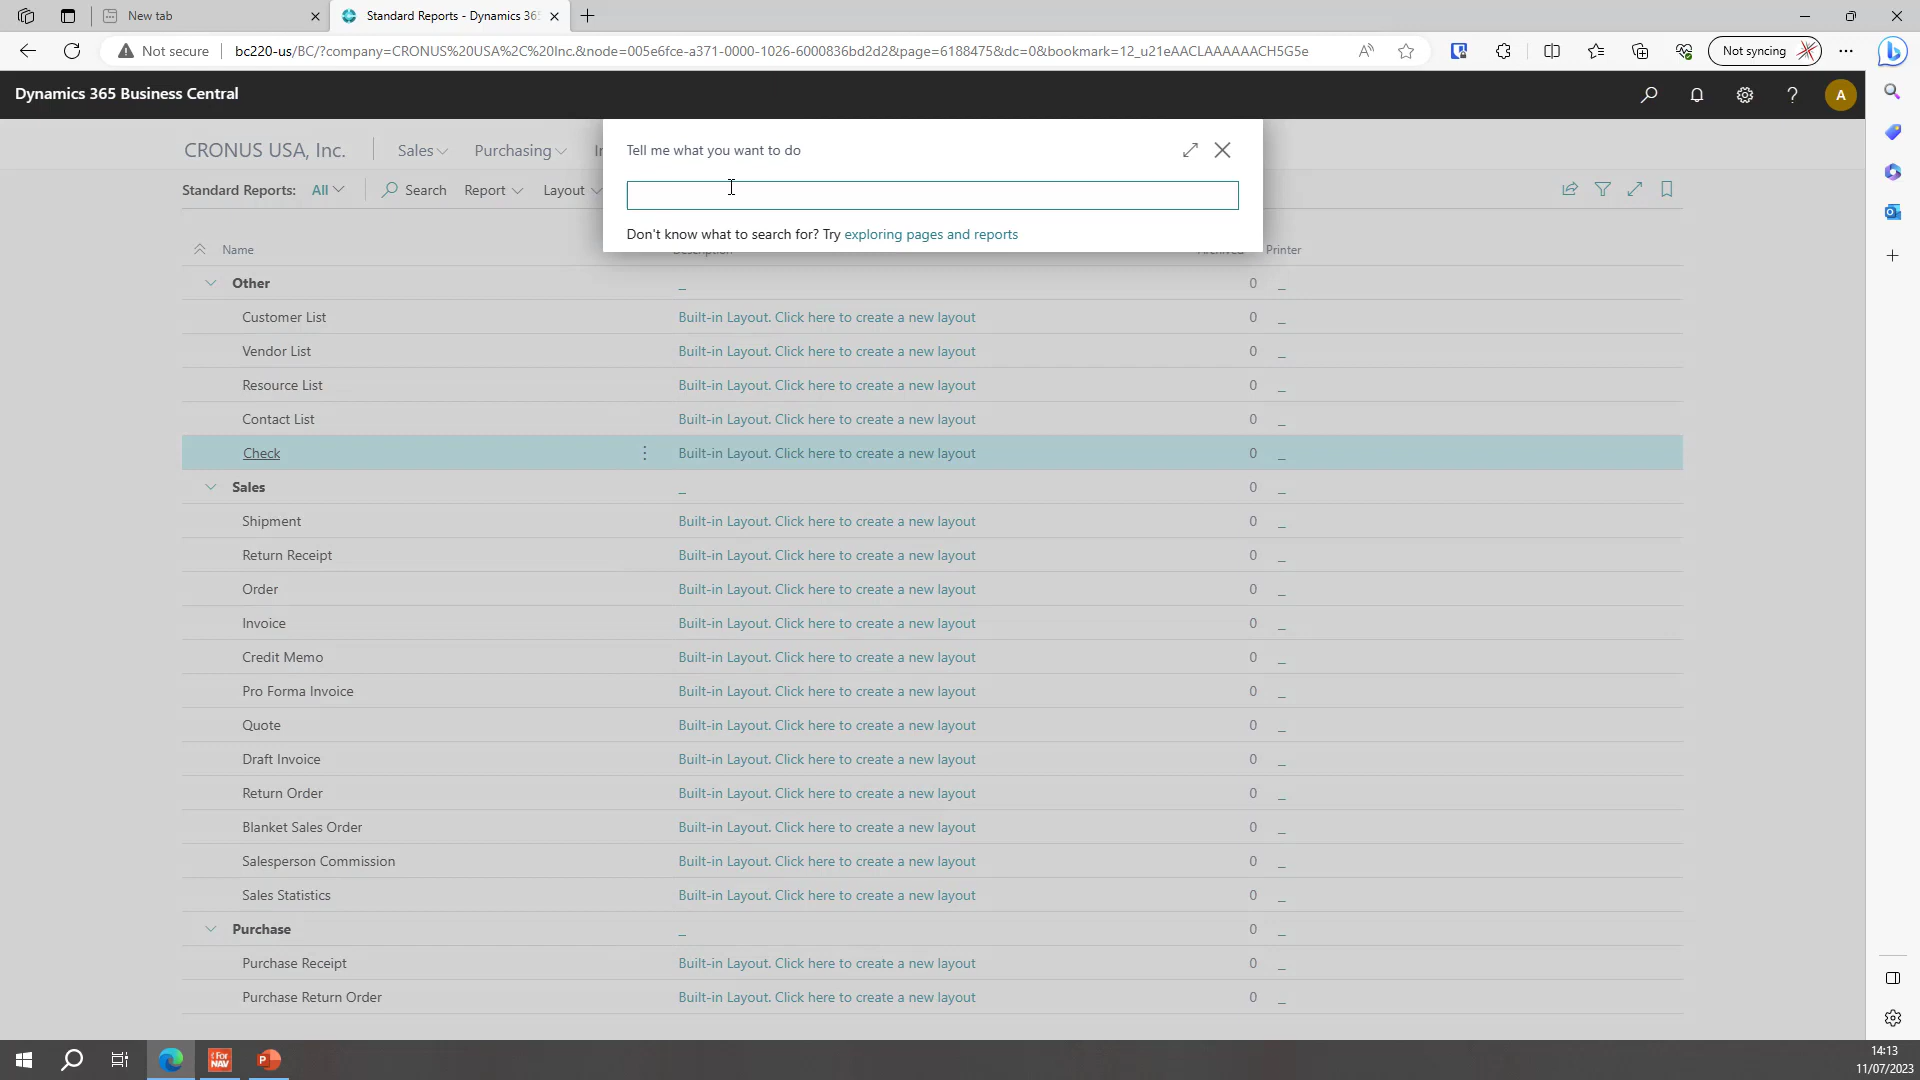 New tab
Standard Reports - Dynamics 365
Not secure
bc220-us/BC/?company=CRONUS%20USA%2C%20Inc.&node=005e6fce-a371-0000-1026-6000836bd2d2&page=6188475&dc=0&bookmark=12_u21eAACLAAAAAACH5G5e
Not syncing
Dynamics 365 Business Central
A
CRONUS USA, Inc.
Sales
Purchasing
Tell me what you want to do
Standard Reports: All
Search
Report
Layout
Don't know what to search for? Try exploring pages and reports
Name
Description
Archived
Printer
Other _ 0 _
Customer List Built-in Layout. Click here to create a new layout 0 _
Vendor List Built-in Layout. Click here to create a new layout 0 _
Resource List Built-in Layout. Click here to create a new layout 0 _
Contact List Built-in Layout. Click here to create a new layout 0 _
Check Built-in Layout. Click here to create a new layout 0 _
Sales _ 0 _
Shipment Built-in Layout. Click here to create a new layout 0 _
Return Receipt Built-in Layout. Click here to create a new layout 0 _
Order Built-in Layout. Click here to create a new layout 0 _
Invoice Built-in Layout. Click here to create a new layout 0 _
Credit Memo Built-in Layout. Click here to create a new layout 0 _
Pro Forma Invoice Built-in Layout. Click here to create a new layout 0 _
Quote Built-in Layout. Click here to create a new layout 0 _
Draft Invoice Built-in Layout. Click here to create a new layout 0 _
Return Order Built-in Layout. Click here to create a new layout 0 _
Blanket Sales Order Built-in Layout. Click here to create a new layout 0 _
Salesperson Commission Built-in Layout. Click here to create a new layout 0 _
Sales Statistics Built-in Layout. Click here to create a new layout 0 _
Purchase _ 0 _
Purchase Receipt Built-in Layout. Click here to create a new layout 0 _
Purchase Return Order Built-in Layout. Click here to create a new layout 0 _
For NAV
P
14:13
11/07/2023